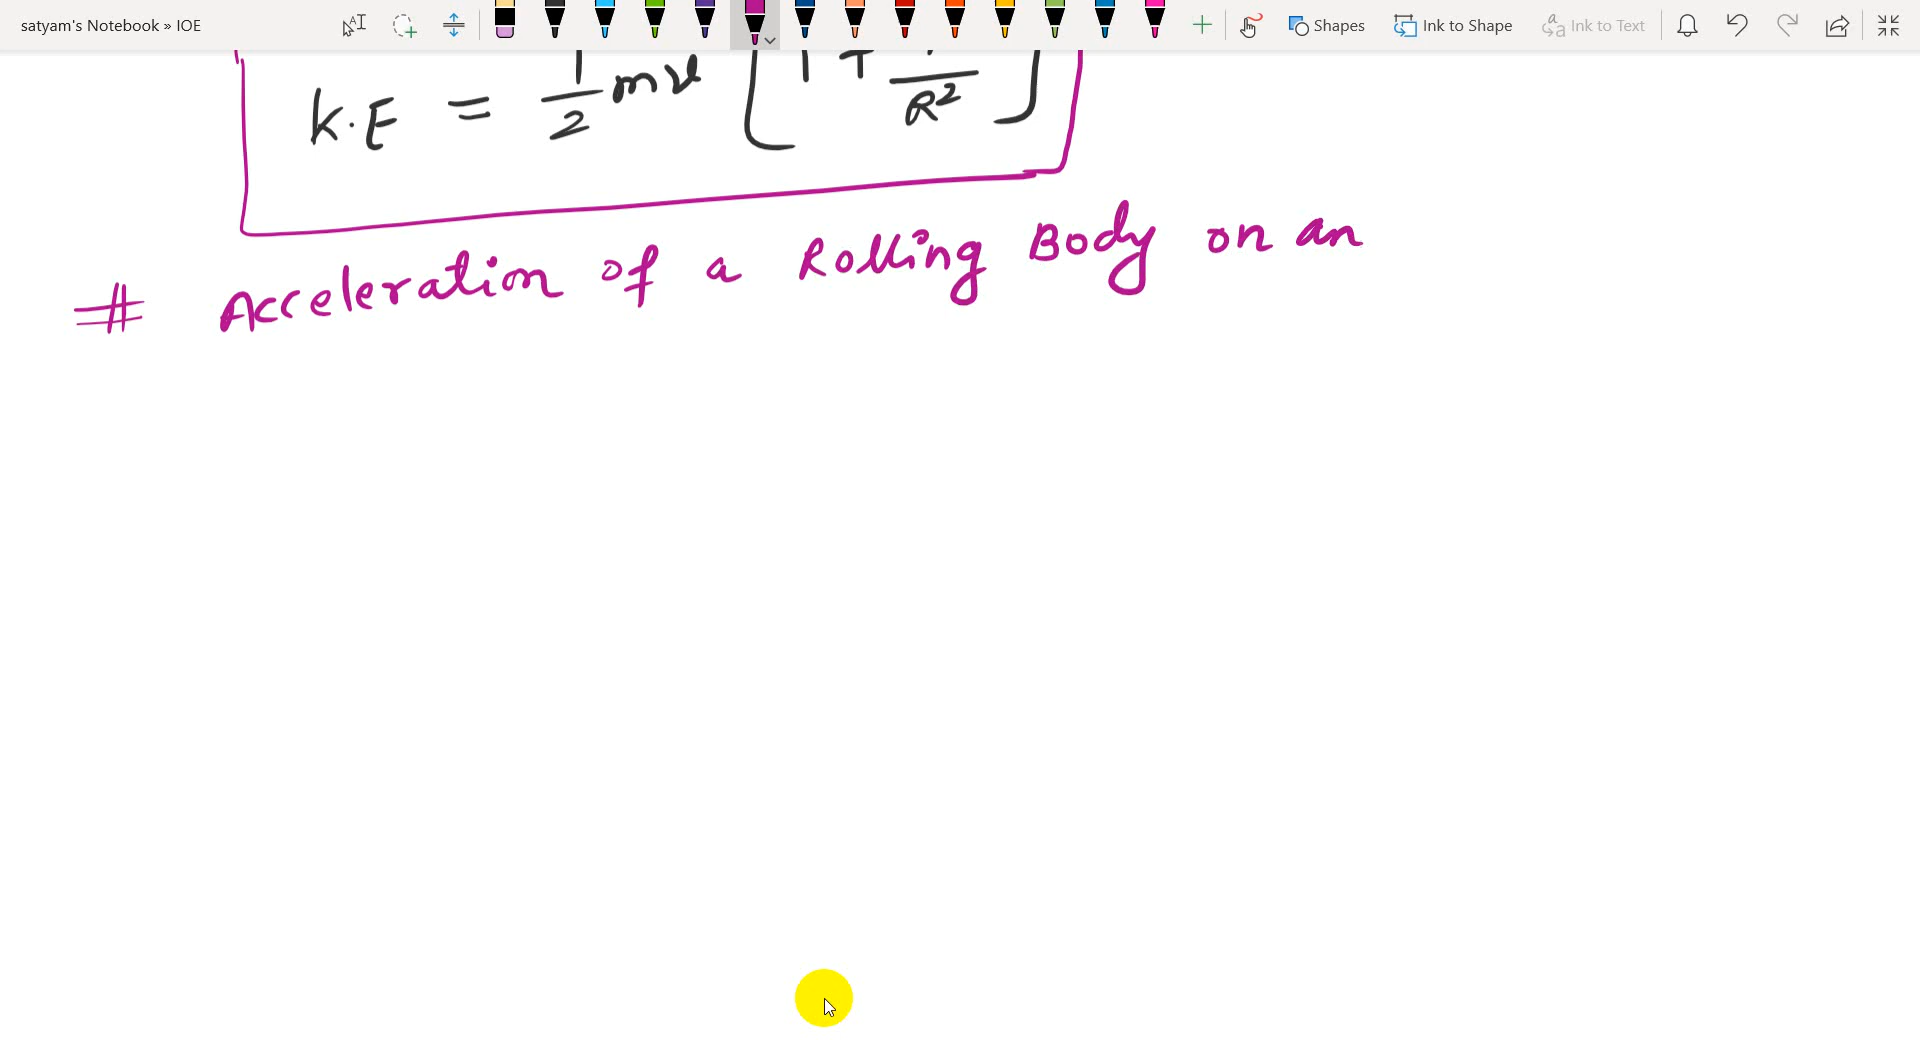 satyam's Notebook » IOE
Shapes
Ink to Shape
Ink to Text
K.E = 1/2 mv [1 + / R²]
# Acceleration of a Rolling Body on an